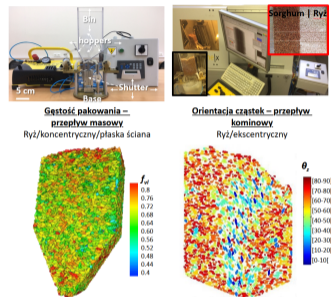 Bin
hoppers
Shutter
Base
5 cm
Sorghum | Ryż
Gęstość pakowania –
przepływ masowy
Ryż/koncentryczny/płaska ściana
Orientacja cząstek – przepływ
kominowy
Ryż/ekscentryczny
0.8
0.76
0.72
0.68
0.64
0.6
0.56
0.52
0.48
0.44
0.4
[80-90]
[70-80]
[60-70]
[50-60]
[40-50]
[30-40]
[20-30]
[10-20]
[0-10]